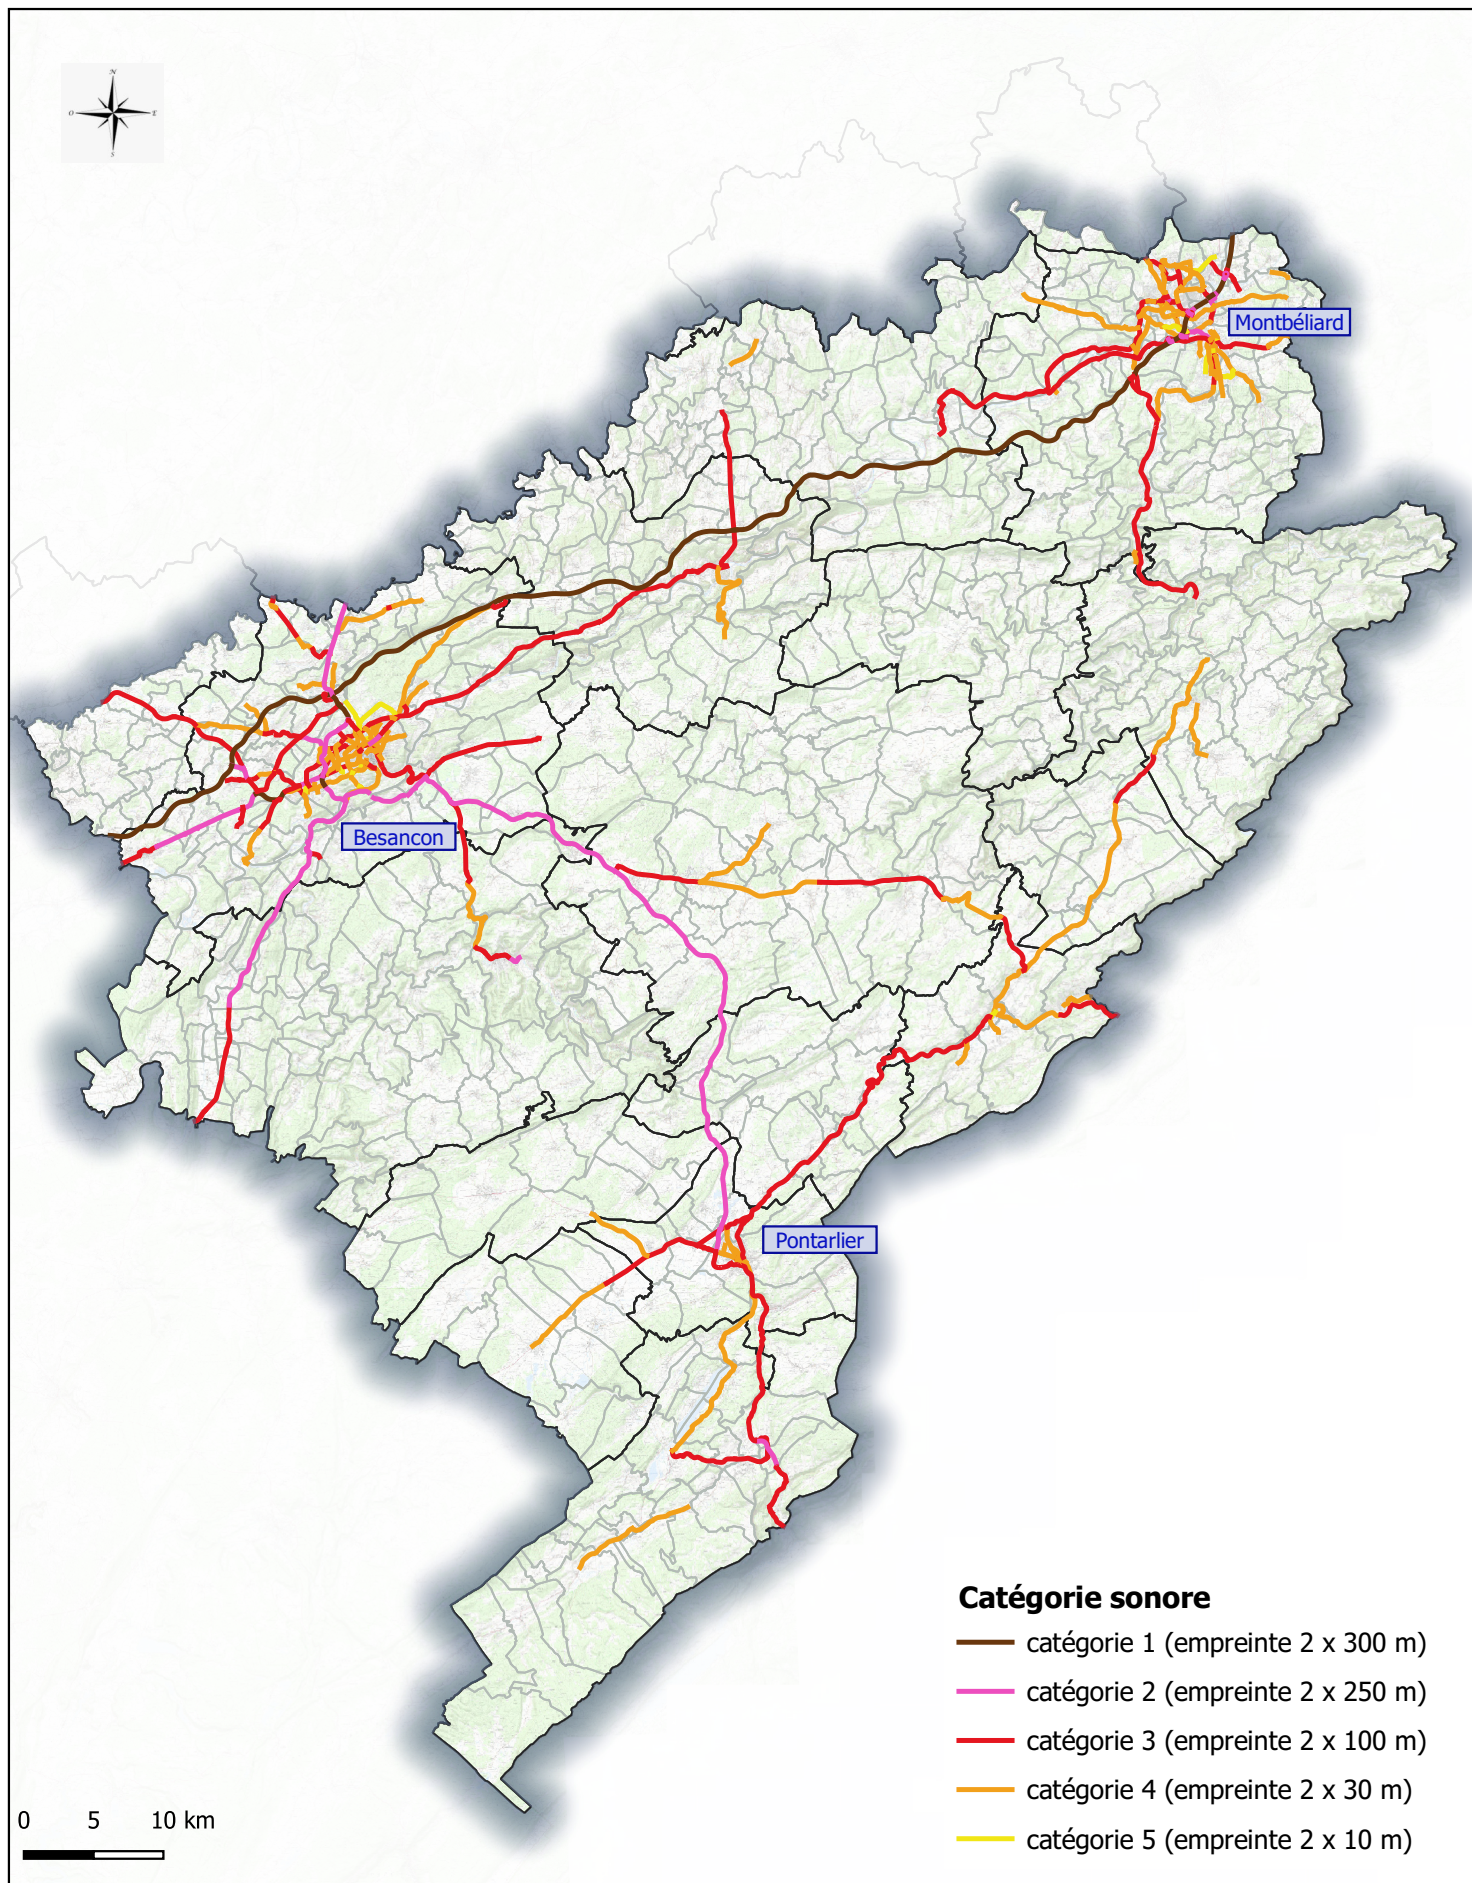 N
O
E
S
Montbéliard
Besancon
Pontarlier
Catégorie sonore
catégorie 1 (empreinte 2 x 300 m)
catégorie 2 (empreinte 2 x 250 m)
catégorie 3 (empreinte 2 x 100 m)
catégorie 4 (empreinte 2 x 30 m)
catégorie 5 (empreinte 2 x 10 m)
0 5 10 km